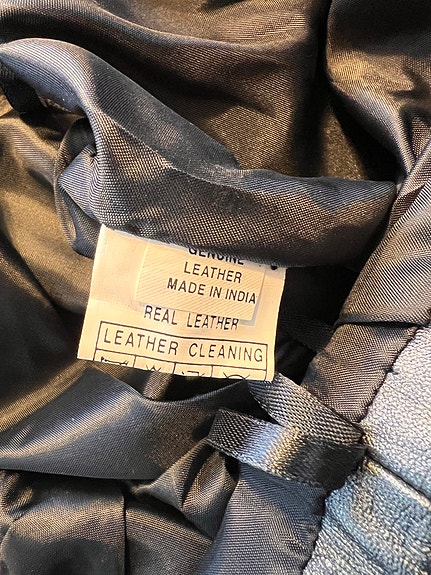 GENUINE
LEATHER
MADE IN INDIA
REAL LEATHER
LEATHER CLEANING